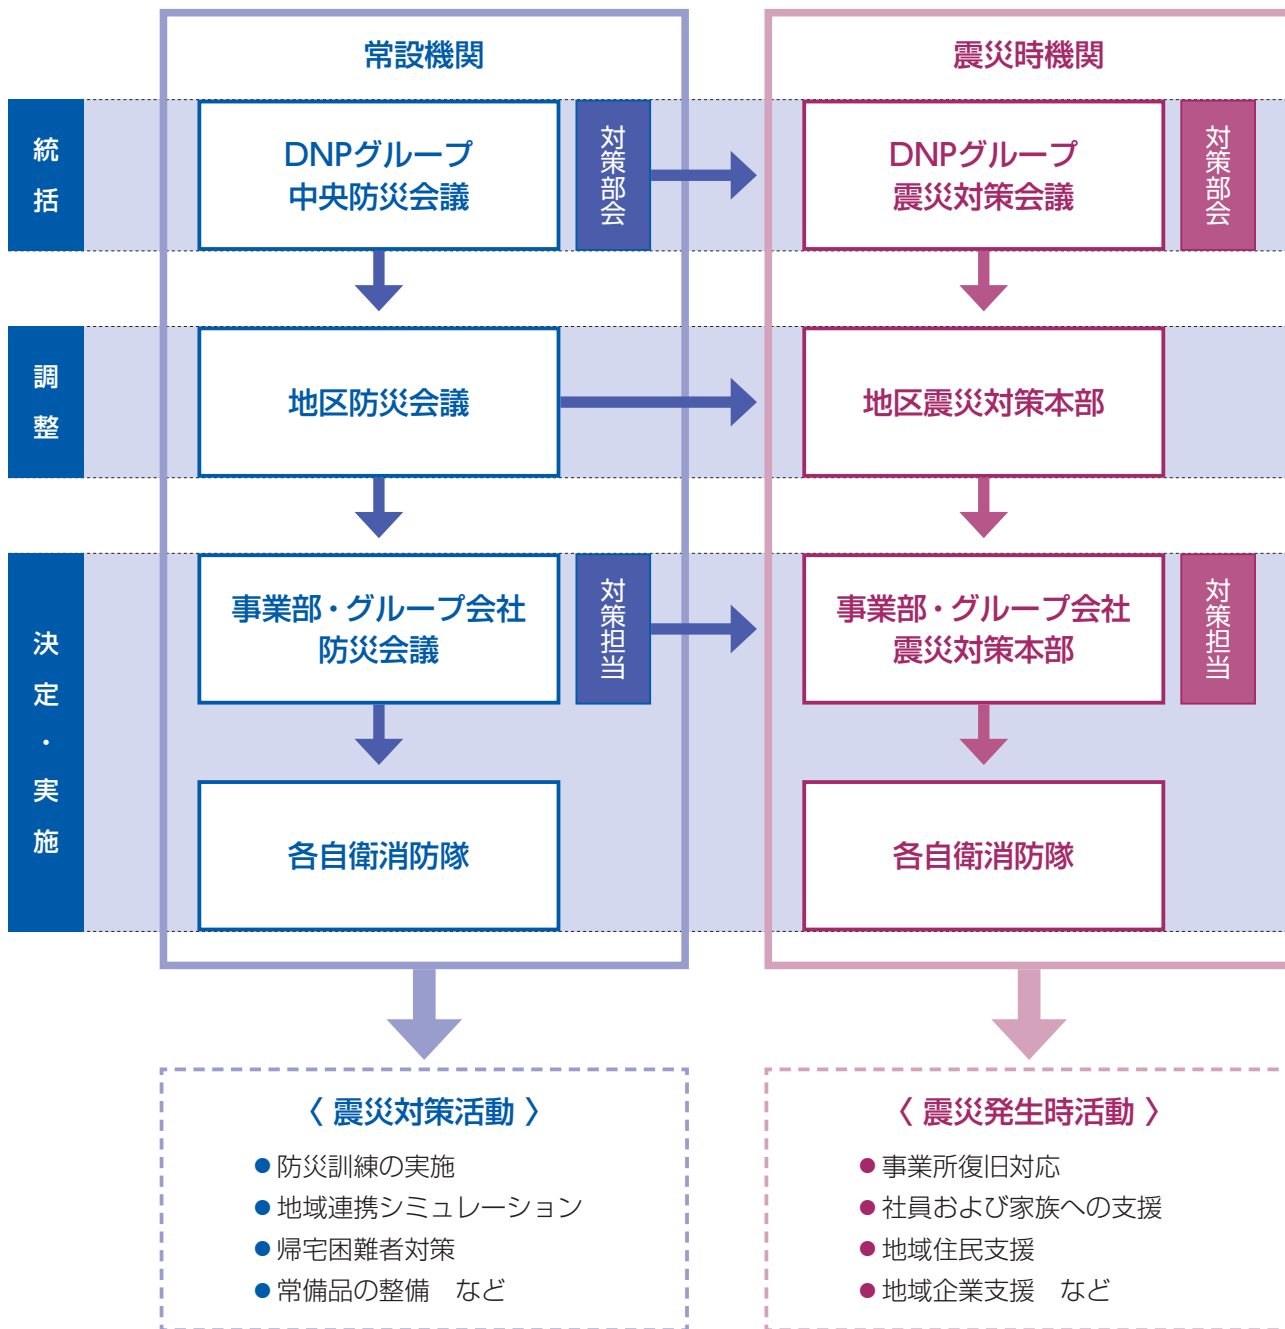 常設機関
震災時機関
統括
DNPグループ
中央防災会議
対策部会
DNPグループ
震災対策会議
対策部会
調整
地区防災会議
地区震災対策本部
決定・実施
事業部・グループ会社
防災会議
対策担当
事業部・グループ会社
震災対策本部
対策担当
各自衛消防隊
各自衛消防隊
〈 震災対策活動 〉
●防災訓練の実施
●地域連携シミュレーション
●帰宅困難者対策
●常備品の整備　など
〈 震災発生時活動 〉
●事業所復旧対応
●社員および家族への支援
●地域住民支援
●地域企業支援　など